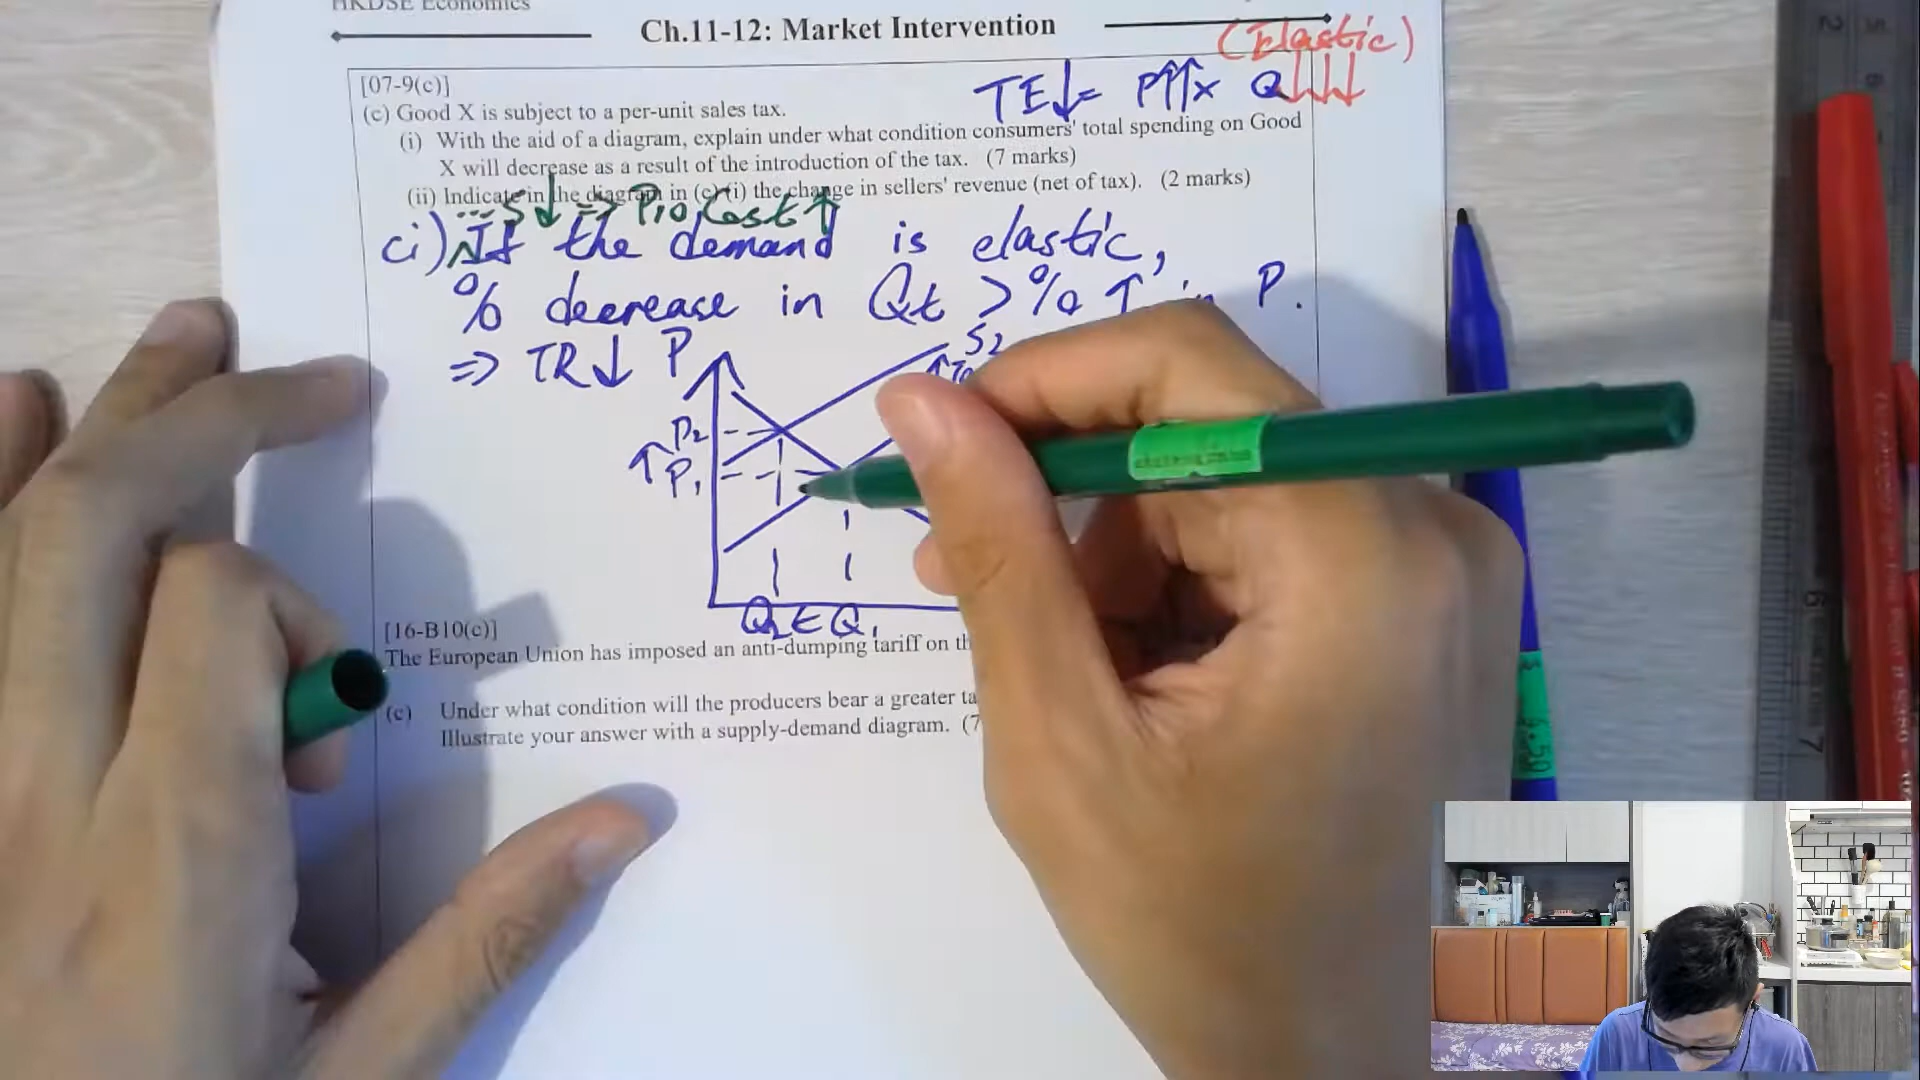 HKDSE Economics
Ch.11-12: Market Intervention
(Elastic)
TE↓= P↑↑x Q↓↓↓
[07-9(c)]
(c) Good X is subject to a per-unit sales tax.
(i) With the aid of a diagram, explain under what condition consumers' total spending on Good
X will decrease as a result of the introduction of the tax. (7 marks)
(ii) Indicate in the diagram in (c)(i) the change in sellers' revenue (net of tax). (2 marks)
S↓ => Cost↑
ci) If the demand is elastic,
% decrease in Qt > % ↑ in P.
=> TR↓
P
S2
P2
↑
P1
Q2 ← Q1
[16-B10(c)]
The European Union has imposed an anti-dumping tariff on
(c) Under what condition will the producers bear a greater
Illustrate your answer with a supply-demand diagram.